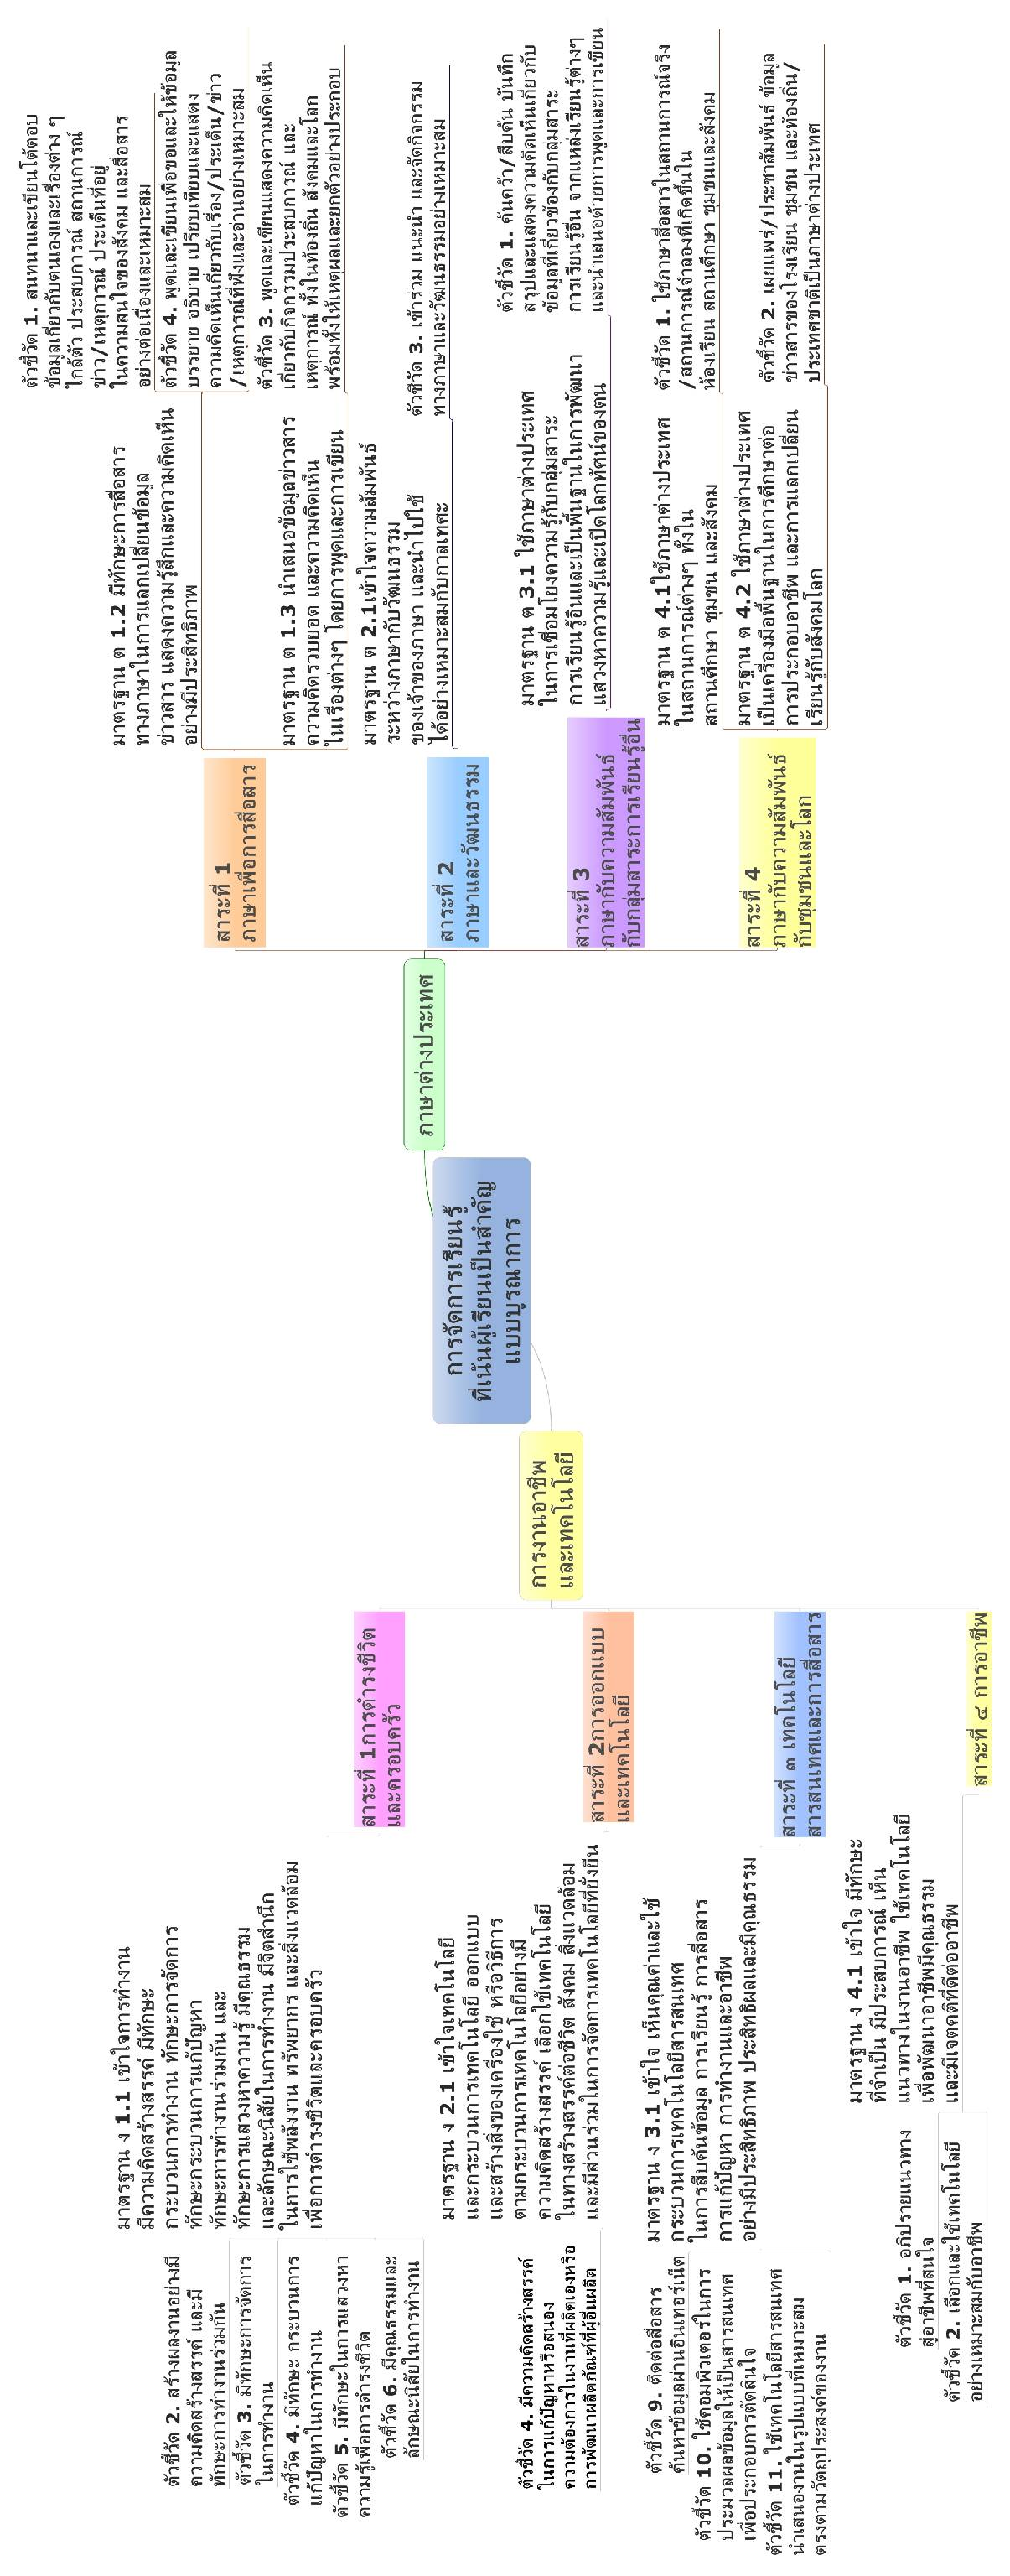 การจัดการเรียนรู้
ที่เน้นผู้เรียนเป็นสำคัญ
แบบบูรณาการ
ภาษาต่างประเทศ
สาระที่ 1
ภาษาเพื่อการสื่อสาร
มาตรฐาน ต 1.2 มีทักษะการสื่อสาร
ทางภาษาในการแลกเปลี่ยนข้อมูล
ข่าวสาร แสดงความรู้สึกและความคิดเห็น
อย่างมีประสิทธิภาพ
ตัวชี้วัด 1. สนทนาและเขียนโต้ตอบ
ข้อมูลเกี่ยวกับตนเองและเรื่องต่าง ๆ
ใกล้ตัว ประสบการณ์ สถานการณ์
ข่าว/เหตุการณ์ ประเด็นที่อยู่
ในความสนใจของสังคม และสื่อสาร
อย่างต่อเนื่องและเหมาะสม
ตัวชี้วัด 4. พูดและเขียนเพื่อขอและให้ข้อมูล
บรรยาย อธิบาย เปรียบเทียบและแสดง
ความคิดเห็นเกี่ยวกับเรื่อง/ประเด็น/ข่าว
/เหตุการณ์ที่ฟังและอ่านอย่างเหมาะสม
มาตรฐาน ต 1.3 นำเสนอข้อมูลข่าวสาร
ความคิดรวบยอด และความคิดเห็น
ในเรื่องต่างๆ โดยการพูดและการเขียน
ตัวชี้วัด 3. พูดและเขียนแสดงความคิดเห็น
เกี่ยวกับกิจกรรมประสบการณ์ และ
เหตุการณ์ ทั้งในท้องถิ่น สังคมและโลก
พร้อมทั้งให้เหตุผลและยกตัวอย่างประกอบ
สาระที่ 2
ภาษาและวัฒนธรรม
มาตรฐาน ต 2.1เข้าใจความสัมพันธ์
ระหว่างภาษากับวัฒนธรรม
ของเจ้าของภาษา และนำไปใช้
ได้อย่างเหมาะสมกับกาลเทศะ
ตัวชี้วัด 3. เข้าร่วม แนะนำ และจัดกิจกรรม
ทางภาษาและวัฒนธรรมอย่างเหมาะสม
สาระที่ 3
ภาษากับความสัมพันธ์
กับกลุ่มสาระการเรียนรู้อื่น
มาตรฐาน ต 3.1 ใช้ภาษาต่างประเทศ
ในการเชื่อมโยงความรู้กับกลุ่มสาระ
การเรียนรู้อื่นและเป็นพื้นฐานในการพัฒนา
แสวงหาความรู้และเปิดโลกทัศน์ของตน
ตัวชี้วัด 1. ค้นคว้า/สืบค้น บันทึก
สรุปและแสดงความคิดเห็นเกี่ยวกับ
ข้อมูลที่เกี่ยวข้องกับกลุ่มสาระ
การเรียนรู้อื่น จากแหล่งเรียนรู้ต่างๆ
และนำเสนอด้วยการพูดและการเขียน
สาระที่ 4
ภาษากับความสัมพันธ์
กับชุมชนและโลก
มาตรฐาน ต 4.1ใช้ภาษาต่างประเทศ
ในสถานการณ์ต่างๆ ทั้งใน
สถานศึกษา ชุมชน และสังคม
ตัวชี้วัด 1. ใช้ภาษาสื่อสารในสถานการณ์จริง
/สถานการณ์จำลองที่เกิดขึ้นใน
ห้องเรียน สถานศึกษา ชุมชนและสังคม
มาตรฐาน ต 4.2 ใช้ภาษาต่างประเทศ
เป็นเครื่องมือพื้นฐานในการศึกษาต่อ
การประกอบอาชีพ และการแลกเปลี่ยน
เรียนรู้กับสังคมโลก
ตัวชี้วัด 2. เผยแพร่/ประชาสัมพันธ์ ข้อมูล
ข่าวสารของโรงเรียน ชุมชน และท้องถิ่น/
ประเทศชาติเป็นภาษาต่างประเทศ
การงานอาชีพ
และเทคโนโลยี
สาระที่ 1การดำรงชีวิต
และครอบครัว
มาตรฐาน ง 1.1 เข้าใจการทำงาน
มีความคิดสร้างสรรค์ มีทักษะ
กระบวนการทำงาน ทักษะการจัดการ
ทักษะกระบวนการแก้ปัญหา
ทักษะการทำงานร่วมกัน และ
ทักษะการแสวงหาความรู้ มีคุณธรรม
และลักษณะนิสัยในการทำงาน มีจิตสำนึก
ในการใช้พลังงาน ทรัพยากร และสิ่งแวดล้อม
เพื่อการดำรงชีวิตและครอบครัว
ตัวชี้วัด 2. สร้างผลงานอย่างมี
ความคิดสร้างสรรค์ และมี
ทักษะการทำงานร่วมกัน
ตัวชี้วัด 3. มีทักษะการจัดการ
ในการทำงาน
ตัวชี้วัด 4. มีทักษะ กระบวนการ
แก้ปัญหาในการทำงาน
ตัวชี้วัด 5. มีทักษะในการแสวงหา
ความรู้เพื่อการดำรงชีวิต
ตัวชี้วัด 6. มีคุณธรรมและ
ลักษณะนิสัยในการทำงาน
สาระที่ 2การออกแบบ
และเทคโนโลยี
มาตรฐาน ง 2.1 เข้าใจเทคโนโลยี
และกระบวนการเทคโนโลยี ออกแบบ
และสร้างสิ่งของเครื่องใช้ หรือวิธีการ
ตามกระบวนการเทคโนโลยีอย่างมี
ความคิดสร้างสรรค์ เลือกใช้เทคโนโลยี
ในทางสร้างสรรค์ต่อชีวิต สังคม สิ่งแวดล้อม
และมีส่วนร่วมในการจัดการเทคโนโลยีที่ยั่งยืน
ตัวชี้วัด 4. มีความคิดสร้างสรรค์
ในการแก้ปัญหาหรือสนอง
ความต้องการในงานที่ผลิตเองหรือ
การพัฒนาผลิตภัณฑ์ที่ผู้อื่นผลิต
สาระที่ ๓ เทคโนโลยี
สารสนเทศและการสื่อสาร
มาตรฐาน ง 3.1 เข้าใจ เห็นคุณค่าและใช้
กระบวนการเทคโนโลยีสารสนเทศ
ในการสืบค้นข้อมูล การเรียนรู้ การสื่อสาร
การแก้ปัญหา การทำงานและอาชีพ
อย่างมีประสิทธิภาพ ประสิทธิผลและมีคุณธรรม
ตัวชี้วัด 9. ติดต่อสื่อสาร
ค้นหาข้อมูลผ่านอินเทอร์เน็ต
ตัวชี้วัด 10. ใช้คอมพิวเตอร์ในการ
ประมวลผลข้อมูลให้เป็นสารสนเทศ
เพื่อประกอบการตัดสินใจ
ตัวชี้วัด 11. ใช้เทคโนโลยีสารสนเทศ
นำเสนองานในรูปแบบที่เหมาะสม
ตรงตามวัตถุประสงค์ของงาน
สาระที่ ๔ การอาชีพ
มาตรฐาน ง 4.1 เข้าใจ มีทักษะ
ที่จำเป็น มีประสบการณ์ เห็น
แนวทางในงานอาชีพ ใช้เทคโนโลยี
เพื่อพัฒนาอาชีพมีคุณธรรม
และมีเจตคติที่ดีต่ออาชีพ
ตัวชี้วัด 1. อภิปรายแนวทาง
สู่อาชีพที่สนใจ
ตัวชี้วัด 2. เลือกและใช้เทคโนโลยี
อย่างเหมาะสมกับอาชีพ